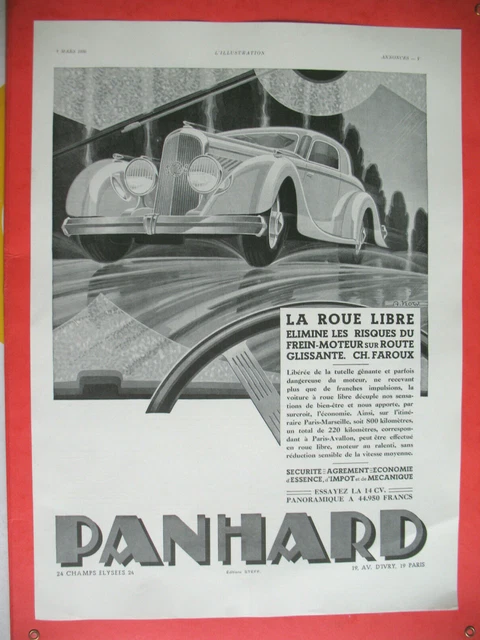 L'ILLUSTRATION
ANNONCES — 
LA ROUE LIBRE
ELIMINE LES RISQUES DU
FREIN-MOTEUR SUR ROUTE
GLISSANTE. CH. FAROUX
Libérée de la tutelle gênante et parfois
dangereuse du moteur, ne recevant
plus que de franches impulsions, la
voiture à roue libre décuple nos sensa-
tions de bien-être et nous apporte, par
surcroit, l'économie. Ainsi, sur l'itiné-
raire Paris-Marseille, soit 800 kilomètres,
un total de 220 kilomètres, correspon-
dant à Paris-Avallon, peut être effectué
en roue libre, moteur au ralenti, sans
réduction sensible de la vitesse moyenne.
SECURITE AGREMENT ECONOMIE
d'ESSENCE, d'IMPOT et de MECANIQUE
ESSAYEZ LA 14 CV.
PANORAMIQUE A 44.950 FRANCS
PANHARD
24 CHAMPS ELYSEES 24
19, AV. D'IVRY, 19 PARIS